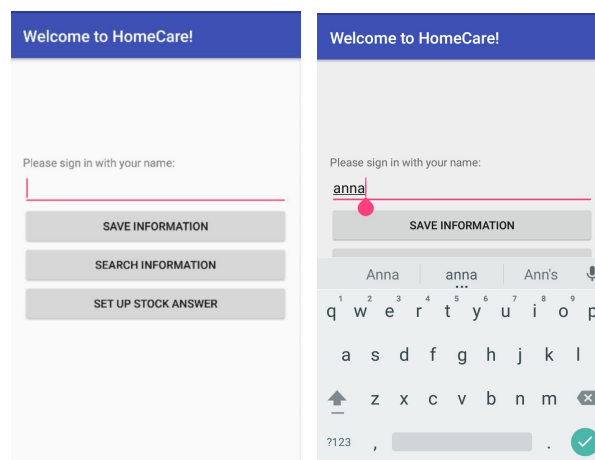 Welcome to HomeCare!
Please sign in with your name:
SAVE INFORMATION
SEARCH INFORMATION
SET UP STOCK ANSWER
Welcome to HomeCare!
Please sign in with your name:
anna
SAVE INFORMATION
Anna anna Ann's
1 2 3 4 5 6 7 8 9
q w e r t y u i o p
a s d f g h j k l
z x c v b n m
?123 , .